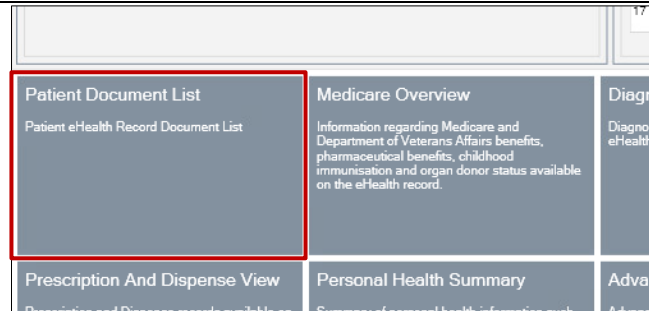 17
Patient Document List
Patient eHealth Record Document List
Medicare Overview
Information regarding Medicare and
Department of Veterans Affairs benefits,
pharmaceutical benefits, childhood
immunisation and organ donor status available
on the eHealth record.
Diagn
Diagno
eHealth
Prescription And Dispense View
Personal Health Summary
Adva